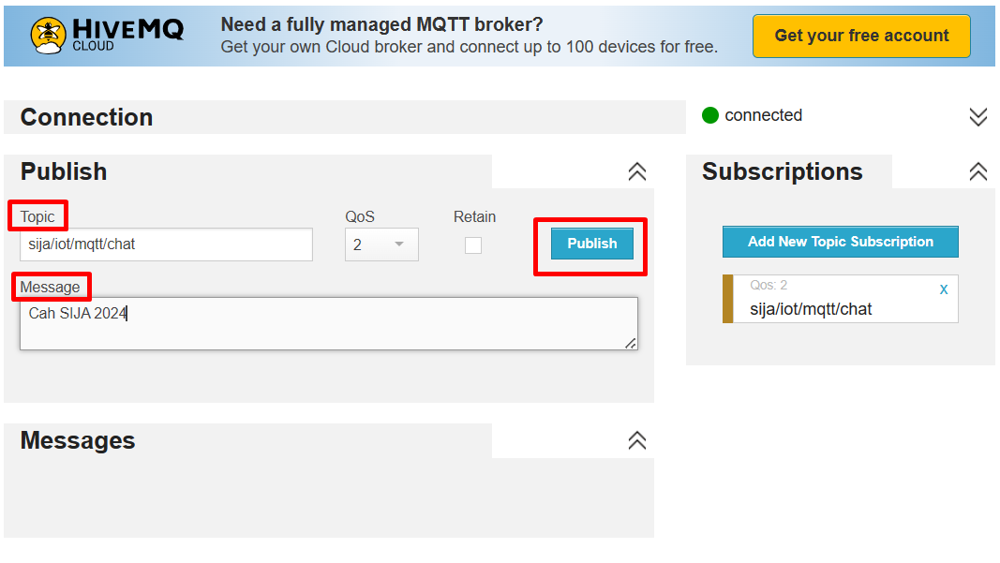 HIVEMQ
CLOUD
Need a fully managed MQTT broker?
Get your own Cloud broker and connect up to 100 devices for free.
Get your free account
Connection
connected
Publish
Topic
QoS
Retain
sija/iot/mqtt/chat
2
Publish
Message
Cah SIJA 2024
Subscriptions
Add New Topic Subscription
Qos: 2
x
sija/iot/mqtt/chat
Messages